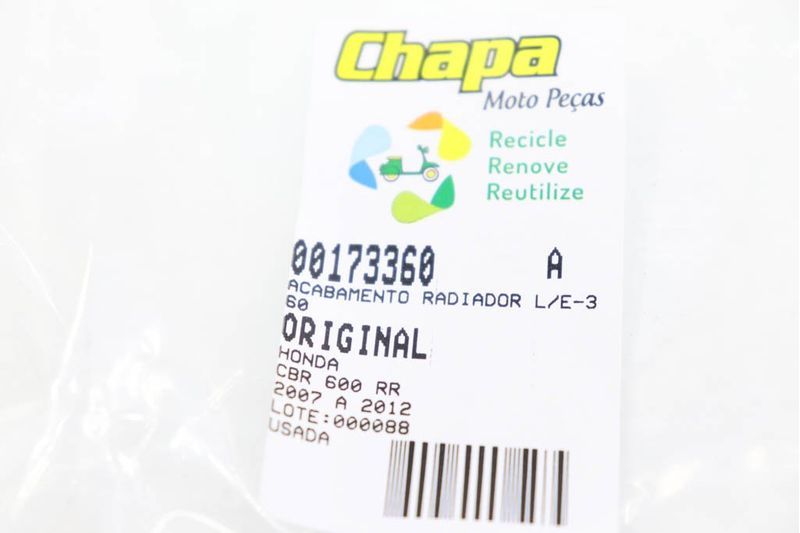 Chapa
Moto Peças
Recicle
Renove
Reutilize
00173360 A
ACABAMENTO RADIADOR L/E-3
60
ORIGINAL
HONDA
CBR 600 RR
2007 A 2012
LOTE:000088
USADA